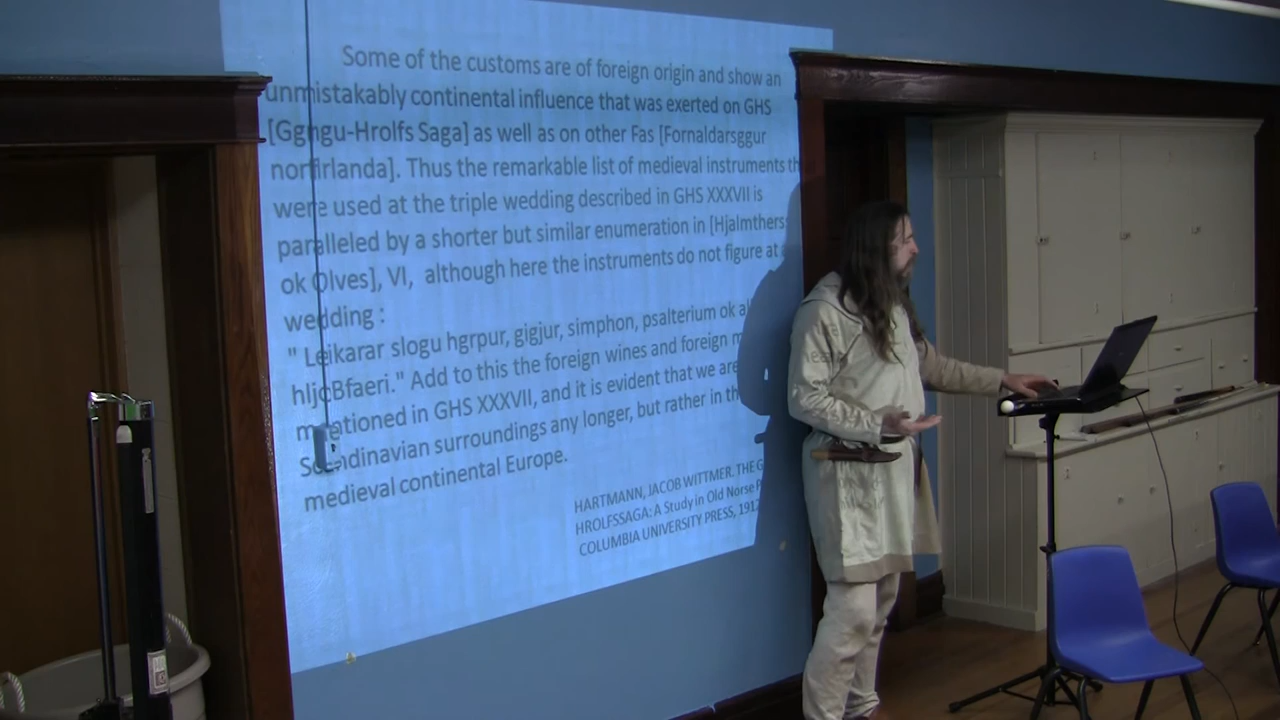 Some of the customs are of foreign origin and show an
unmistakably continental influence that was exerted on GHS
[Ggngu-Hrolfs Saga] as well as on other Fas [Fornaldarsggur
norfirlanda]. Thus the remarkable list of medieval instruments th
were used at the triple wedding described in GHS XXXVII is
paralleled by a shorter but similar enumeration in [Hjalmthers
ok Olves], VI, although here the instruments do not figure at
wedding :
" Leikarar slogu hgrpur, gigjur, simphon, psalterium ok al
hljcBfaeri." Add to this the foreign wines and foreign
mentioned in GHS XXXVII, and it is evident that we are
Scandinavian surroundings any longer, but rather in th
medieval continental Europe.
HARTMANN, JACOB WITTMER. THE G
HROLFSSAGA: A Study in Old Norse
COLUMBIA UNIVERSITY PRESS, 191